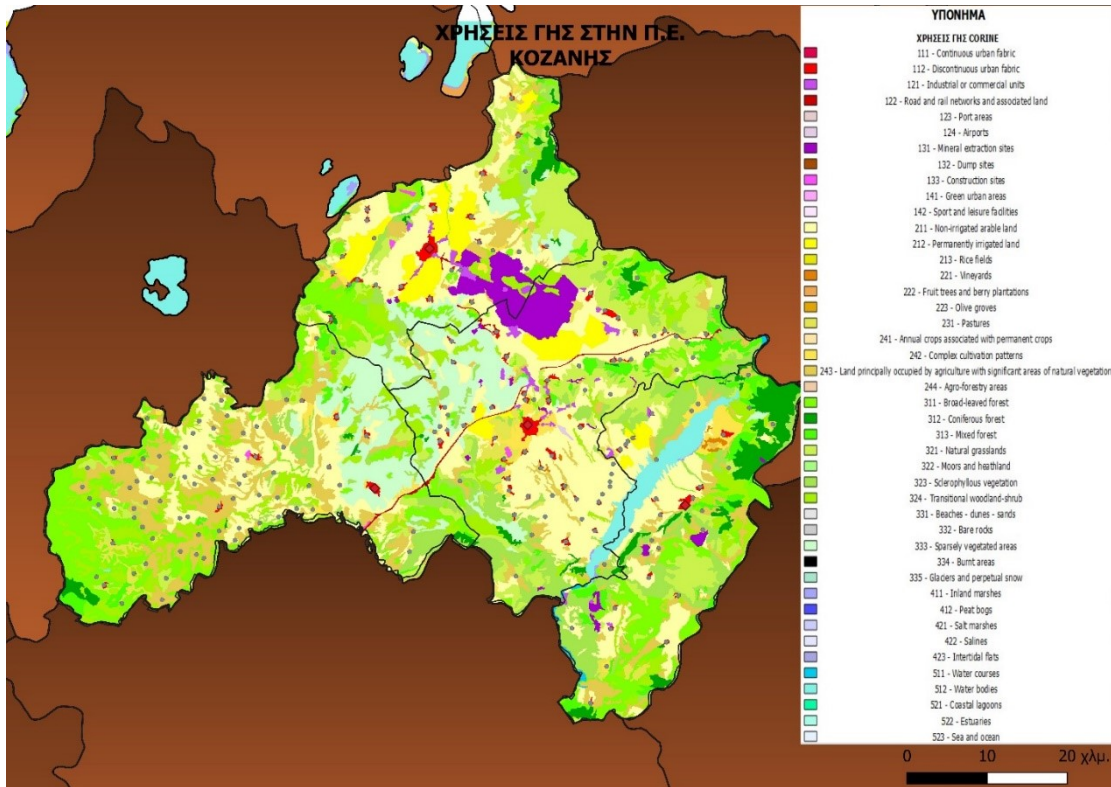 ΧΡΗΣΕΙΣ ΓΗΣ ΣΤΗΝ Π.Ε.
ΚΟΖΑΝΗΣ
ΥΠΟΝΗΜΑ
ΧΡΗΣΕΙΣ ΓΗΣ CORINE
111 - Continuous urban fabric
112 - Discontinuous urban fabric
121 - Industrial or commercial units
122 - Road and rail networks and associated land
123 - Port areas
124 - Airports
131 - Mineral extraction sites
132 - Dump sites
133 - Construction sites
141 - Green urban areas
142 - Sport and leisure facilities
211 - Non-irrigated arable land
212 - Permanently irrigated land
213 - Rice fields
221 - Vineyards
222 - Fruit trees and berry plantations
223 - Olive groves
231 - Pastures
241 - Annual crops associated with permanent crops
242 - Complex cultivation patterns
243 - Land principally occupied by agriculture with significant areas of natural vegetation
244 - Agro-forestry areas
311 - Broad-leaved forest
312 - Coniferous forest
313 - Mixed forest
321 - Natural grasslands
322 - Moors and heathland
323 - Sclerophyllous vegetation
324 - Transitional woodland-shrub
331 - Beaches - dunes - sands
332 - Bare rocks
333 - Sparsely vegetated areas
334 - Burnt areas
335 - Glaciers and perpetual snow
411 - Inland marshes
412 - Peat bogs
421 - Salt marshes
422 - Salines
423 - Intertidal flats
511 - Water courses
512 - Water bodies
521 - Coastal lagoons
522 - Estuaries
523 - Sea and ocean
0 10 20 χλμ.